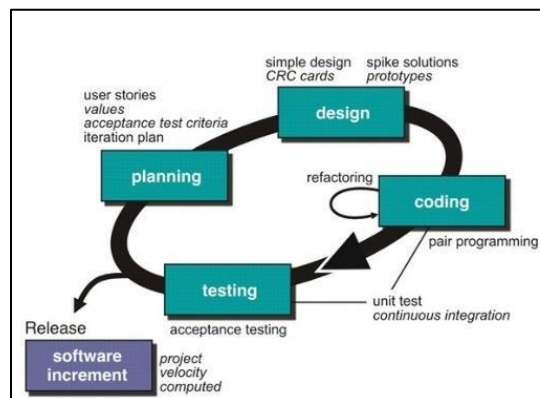 simple design
CRC cards
spike solutions
prototypes
user stories
values
acceptance test criteria
iteration plan
design
planning
refactoring
coding
pair programming
testing
unit test
continuous integration
acceptance testing
Release
software
increment
project
velocity
computed